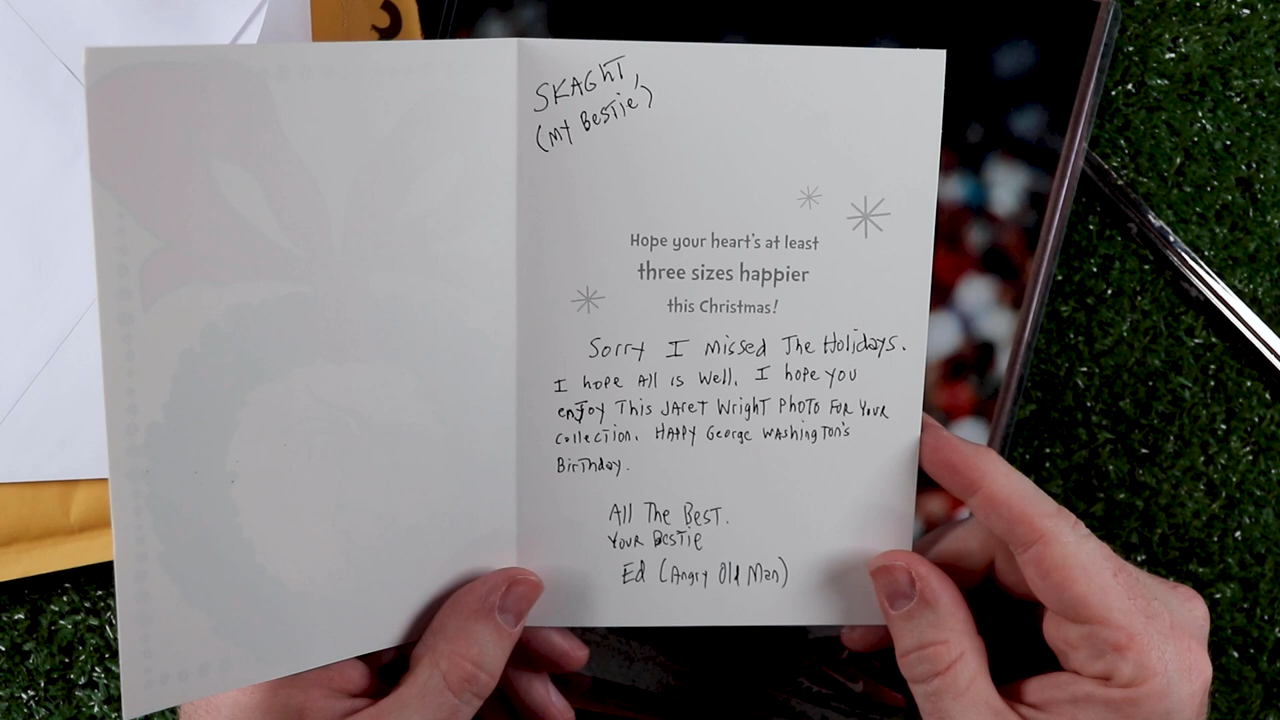 SKAGHT,
(My Bestie)
Hope your heart's at least
three sizes happier
this Christmas!
Sorry I Missed The Holidays.
I hope All is Well. I hope you
enjoy This JAret Wright Photo For Your
collection. HAPPy George WAshingTon's
BirThday.
All The Best.
Your Bestie
Ed (Angry Old Man)